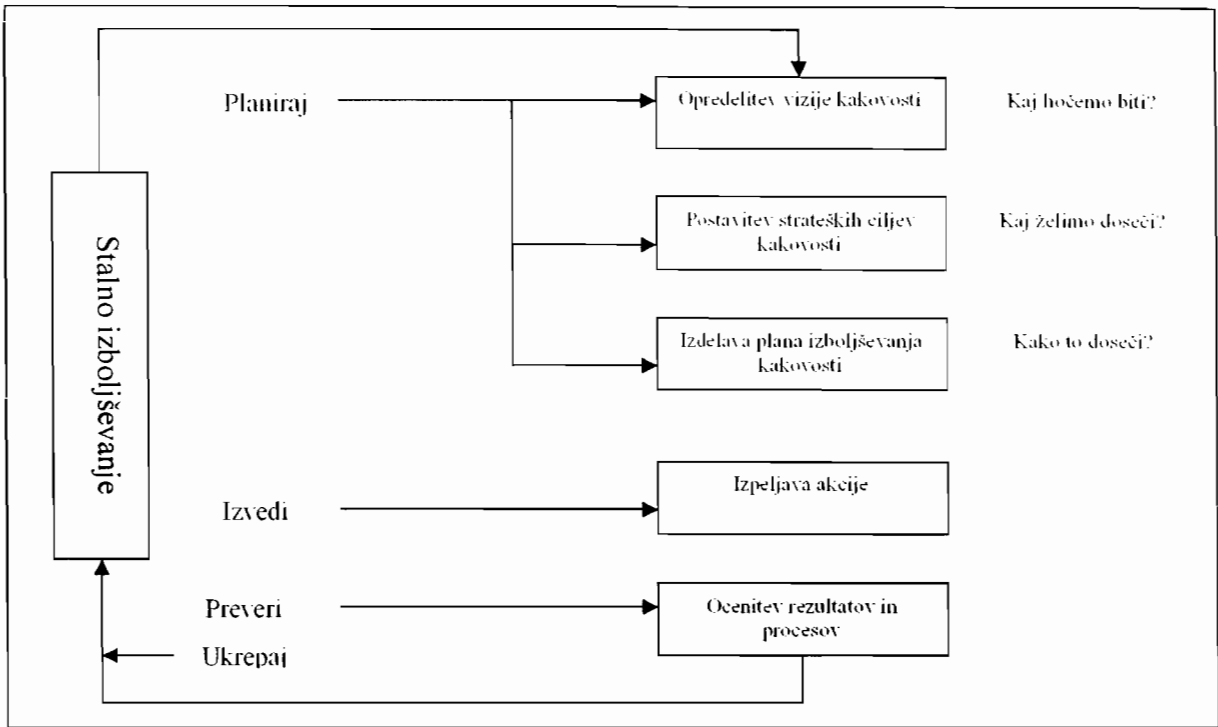 Planiraj
Opredelitev vizije kakovosti
Kaj hočemo biti?
Postavitev strateških ciljev
kakovosti
Kaj želimo doseči?
Izdelava plana izboljševanja
kakovosti
Kako to doseči?
Stalno izboljševanje
Izvedi
Izpeljava akcije
Preveri
Ocenitev rezultatov in
procesov
Ukrepaj